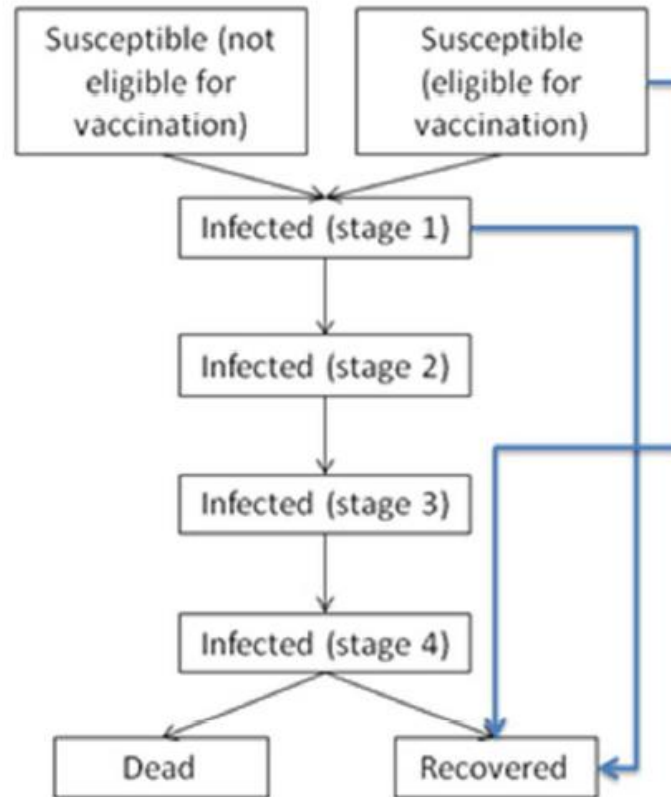 Susceptible (not
eligible for
vaccination)
Susceptible
(eligible for
vaccination)
Infected (stage 1)
Infected (stage 2)
Infected (stage 3)
Infected (stage 4)
Dead
Recovered